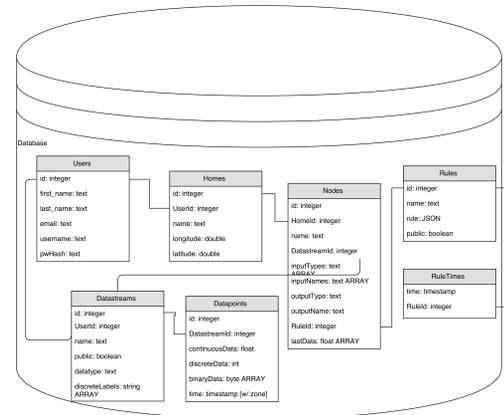 Database
Users
id: integer
first_name: text
last_name: text
email: text
username: text
pwHash: text
Homes
id: integer
UserId: integer
name: text
longitude: double
latitude: double
Nodes
id: integer
HomeId: integer
name: text
DatastreamId: integer
inputTypes: text
ARRAY
inputNames: text ARRAY
outputType: text
outputName: text
RuleId: integer
lastData: float ARRAY
Rules
id: integer
name: text
rule: JSON
public: boolean
RuleTimes
time: timestamp
RuleId: integer
Datastreams
id: integer
UserId: integer
name: text
public: boolean
datatype: text
discreteLabels: string
ARRAY
Datapoints
id: integer
DatastreamId: integer
continuousData: float
discreteData: int
binaryData: byte ARRAY
time: timestamp [w/ zone]